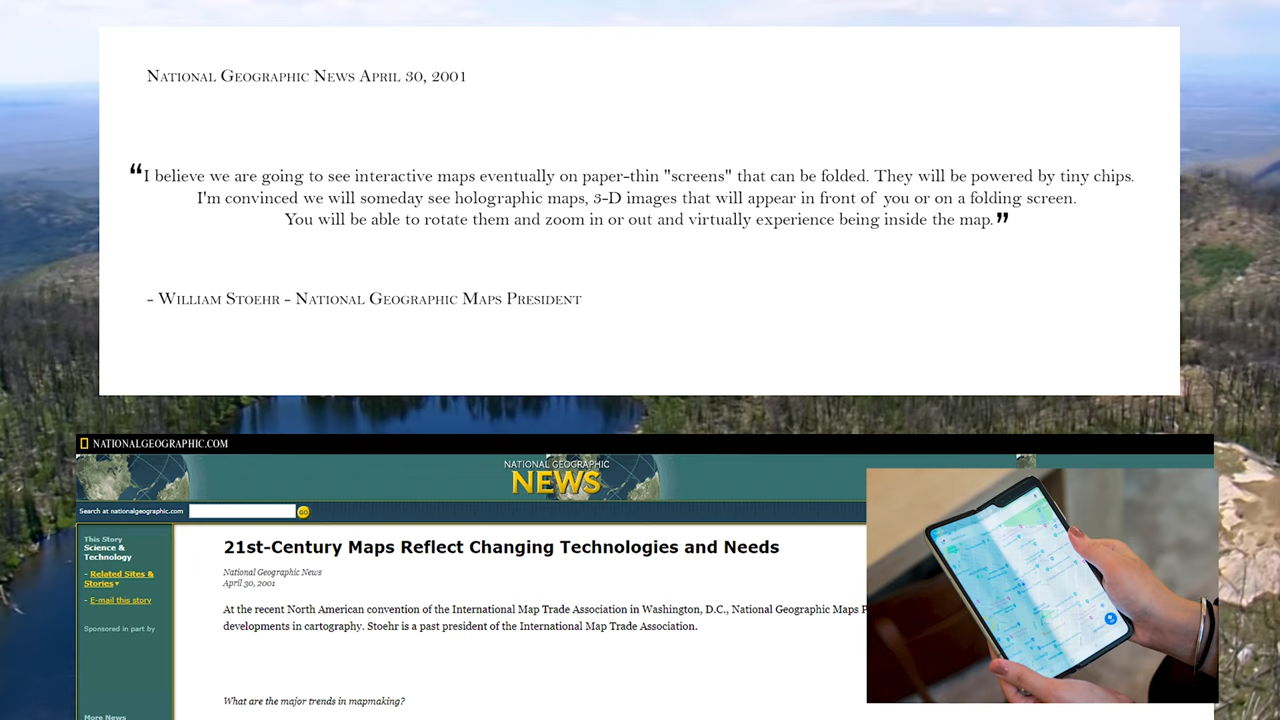 National Geographic News April 30, 2001
“I believe we are going to see interactive maps eventually on paper-thin "screens" that can be folded. They will be powered by tiny chips.
I'm convinced we will someday see holographic maps, 3-D images that will appear in front of you or on a folding screen.
You will be able to rotate them and zoom in or out and virtually experience being inside the map.”
- William Stoehr - National Geographic Maps President
NATIONALGEOGRAPHIC.COM
NATIONAL GEOGRAPHIC
NEWS
Search at nationalgeographic.com
GO
This Story
Science &
Technology
- Related Sites &
Stories
- E-mail this story
Sponsored in part by
More News
21st-Century Maps Reflect Changing Technologies and Needs
National Geographic News
April 30, 2001
At the recent North American convention of the International Map Trade Association in Washington, D.C., National Geographic Maps P
developments in cartography. Stoehr is a past president of the International Map Trade Association.
What are the major trends in mapmaking?